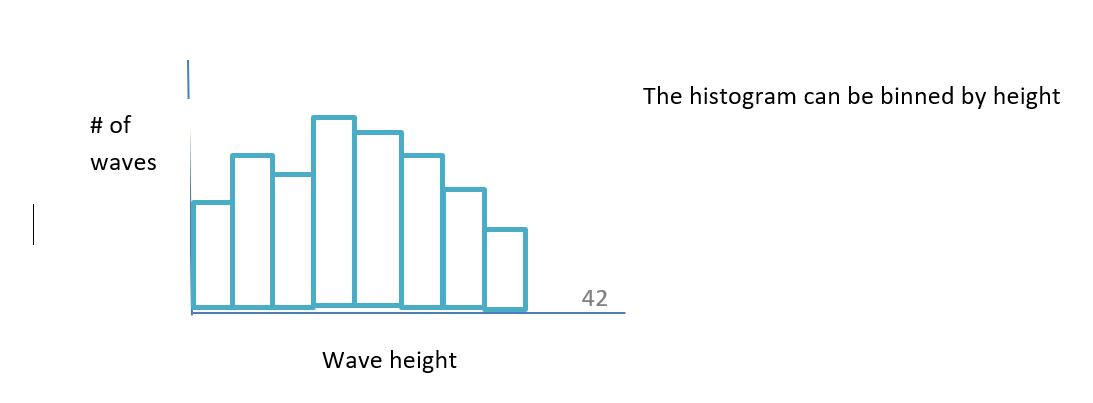 The histogram can be binned by height
# of
waves
42
Wave height